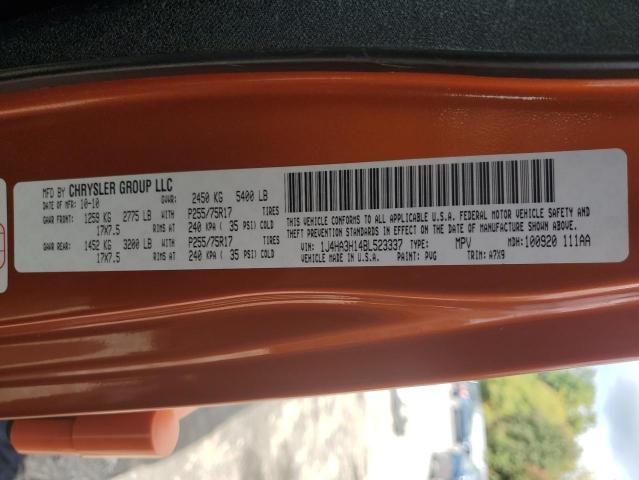 MFD BY CHRYSLER GROUP LLC
DATE OF MFR: 10-10 GVWR: 2450 KG 5400 LB
GAWR FRONT: 1259 KG 2775 LB WITH P255/75R17 TIRES
17X7.5 RIMS AT 240 KPA ( 35 PSI) COLD
GAWR REAR: 1452 KG 3200 LB WITH P255/75R17 TIRES
17X7.5 RIMS AT 240 KPA ( 35 PSI) COLD
THIS VEHICLE CONFORMS TO ALL APPLICABLE U.S.A. FEDERAL MOTOR VEHICLE SAFETY AND
THEFT PREVENTION STANDARDS IN EFFECT ON THE DATE OF MANUFACTURE SHOWN ABOVE.
VIN: 1J4HA3H14BL523337 TYPE: MPV MDH: 100920 111AA
PAINT: PVG TRIM: A7X9